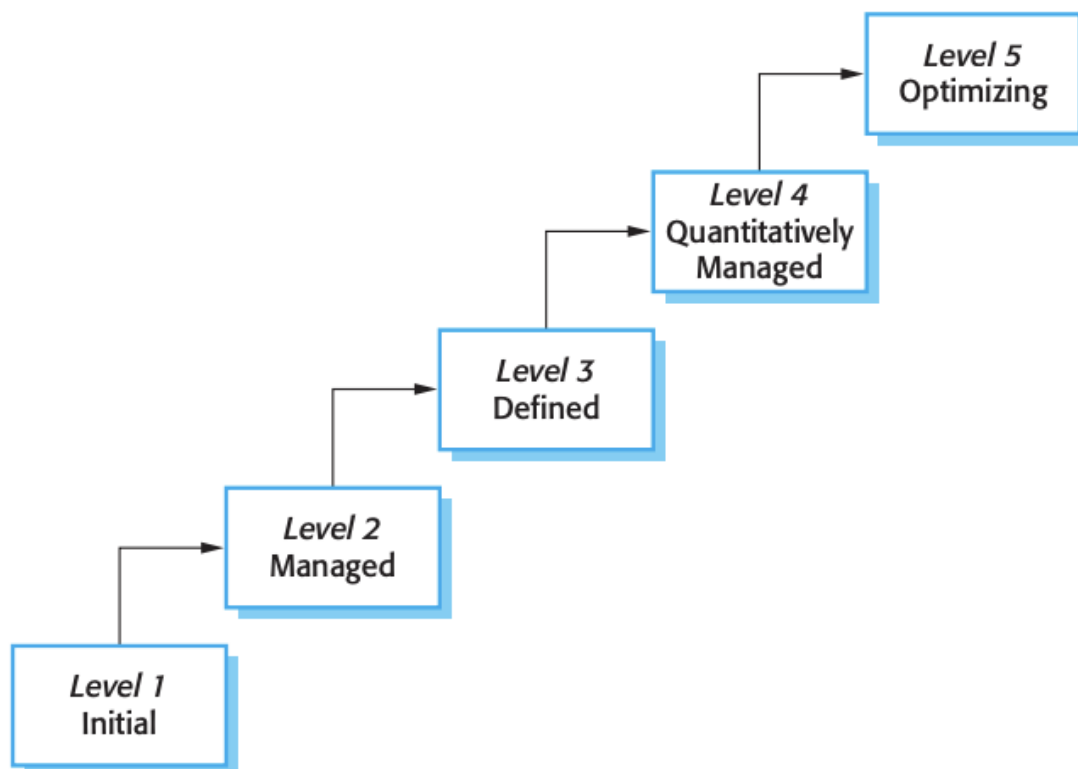 Level 5
Optimizing
Level 4
Quantitatively
Managed
Level 3
Defined
Level 2
Managed
Level 1
Initial